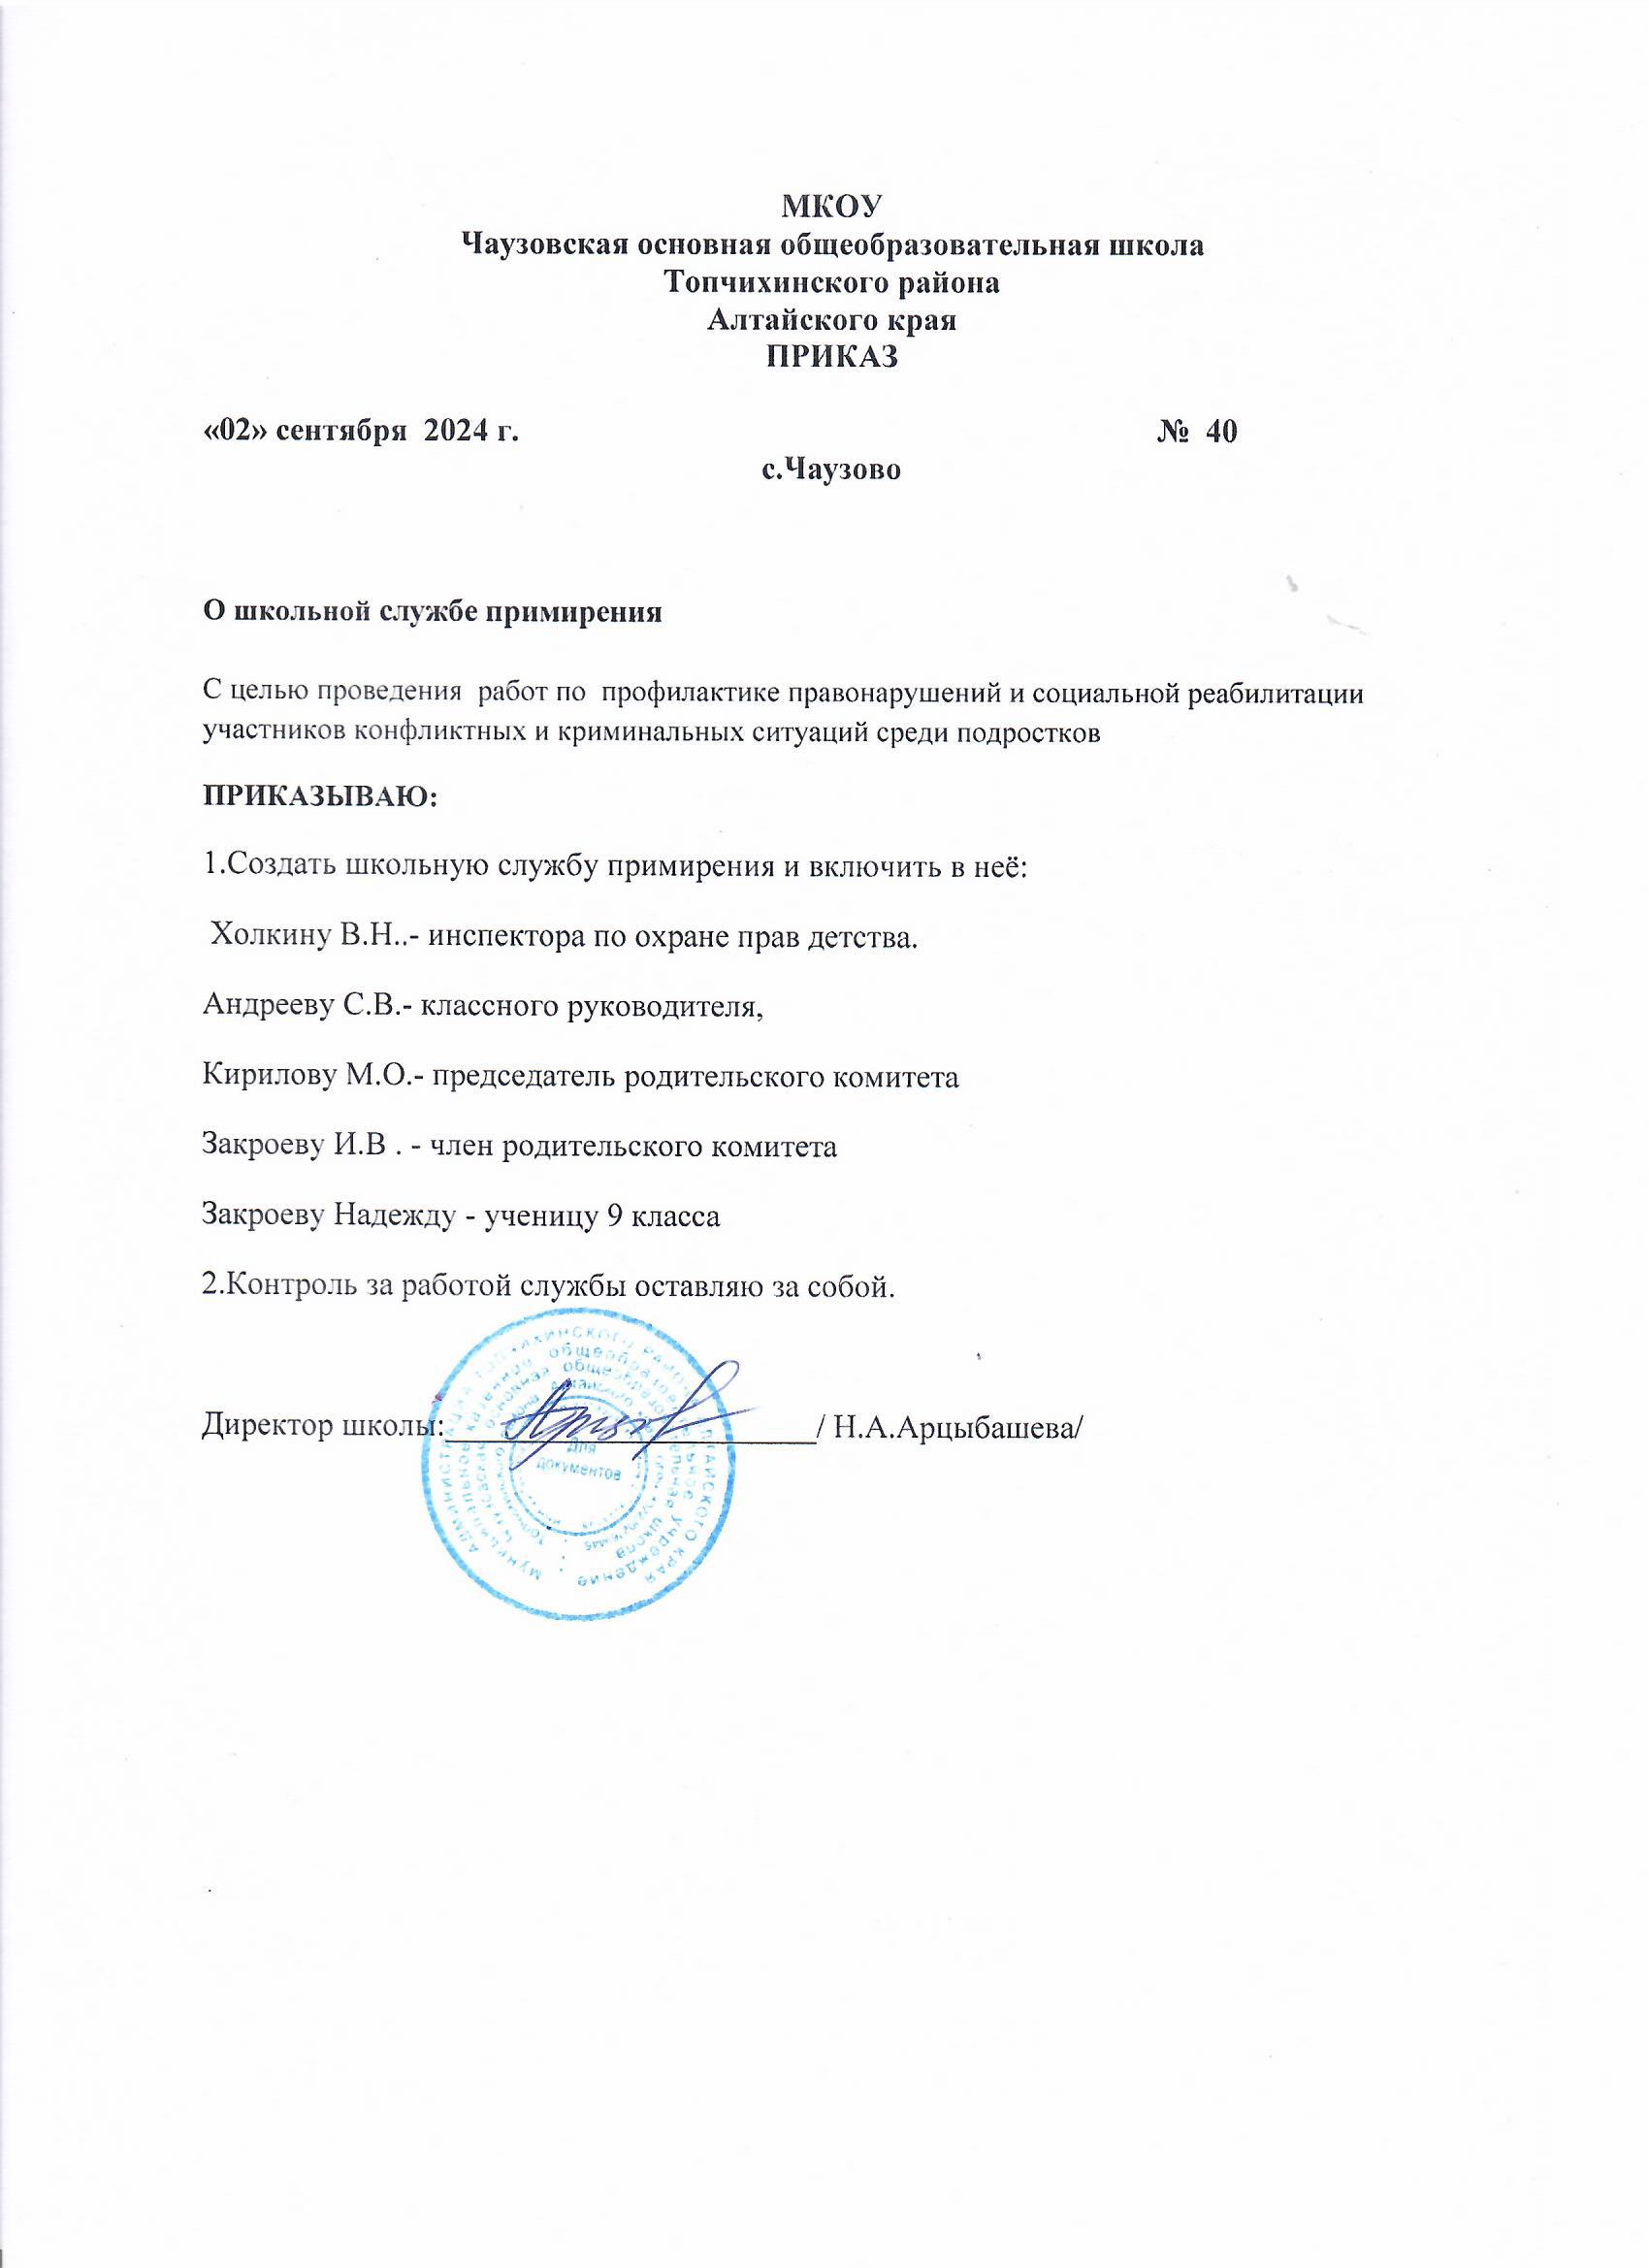 МКОУ
Чаузовская основная общеобразовательная школа
Топчихинского района
Алтайского края
ПРИКАЗ
«02» сентября 2024 г. № 40
с.Чаузово
О школьной службе примирения
С целью проведения работ по профилактике правонарушений и социальной реабилитации
участников конфликтных и криминальных ситуаций среди подростков
ПРИКАЗЫВАЮ:
1.Создать школьную службу примирения и включить в неё:
Холкину В.Н..- инспектора по охране прав детства.
Андрееву С.В.- классного руководителя,
Кирилову М.О.- председатель родительского комитета
Закроеву И.В . - член родительского комитета
Закроеву Надежду - ученицу 9 класса
2.Контроль за работой службы оставляю за собой.
Директор школы:________________________/ Н.А.Арцыбашева/
Для
документов